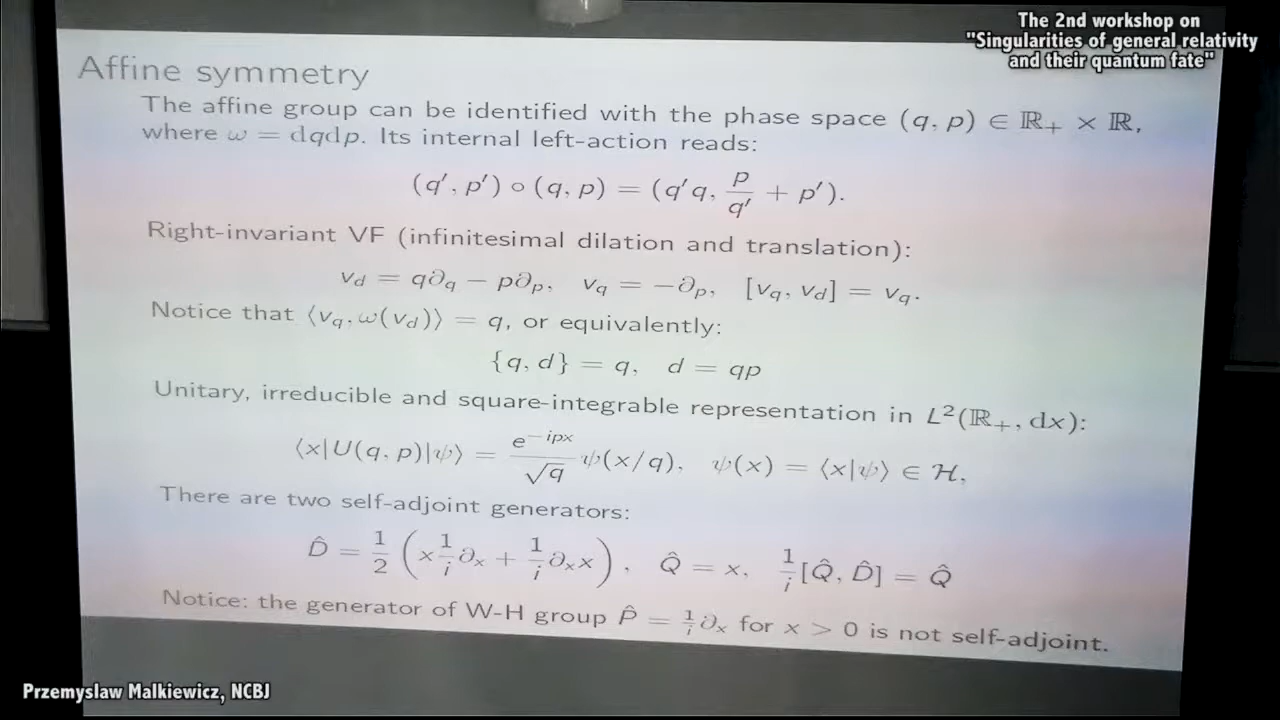 The 2nd workshop on
"Singularities of general relativity
and their quantum fate"
Affine symmetry
The affine group can be identified with the phase space (q, p) ∈ ℝ₊ × ℝ,
where ω = dqdp. Its internal left-action reads:
(q′, p′) ∘ (q, p) = (q′q, p/q′ + p′).
Right-invariant VF (infinitesimal dilation and translation):
v_d = q∂_q − p∂_p, v_q = −∂_p, [v_q, v_d] = v_q.
Notice that ⟨v_q, ω(v_d)⟩ = q, or equivalently:
{q, d} = q, d = qp
Unitary, irreducible and square-integrable representation in L²(ℝ₊, dx):
⟨x|U(q, p)|ψ⟩ = e^{−ipx}/√q ψ(x/q), ψ(x) = ⟨x|ψ⟩ ∈ ℋ,
There are two self-adjoint generators:
D̂ = 1/2 (x 1/i ∂_x + 1/i ∂_x x), Q̂ = x, 1/i [Q̂, D̂] = Q̂
Notice: the generator of W-H group P̂ = 1/i ∂_x for x > 0 is not self-adjoint.
Przemyslaw Malkiewicz, NCBJ